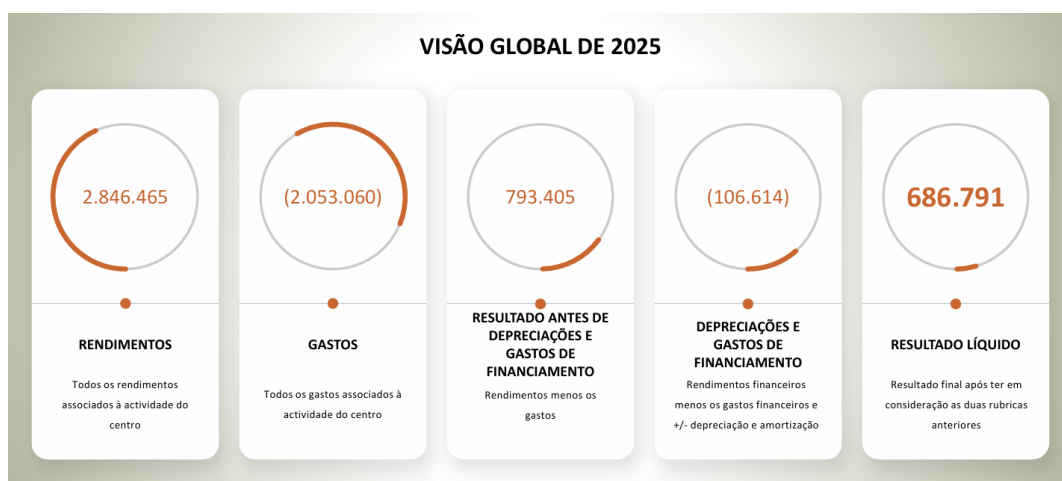 VISÃO GLOBAL DE 2025
2.846.465
RENDIMENTOS
Todos os rendimentos
associados à actividade do
centro
(2.053.060)
GASTOS
Todos os gastos associados à
actividade do centro
793.405
RESULTADO ANTES DE
DEPRECIAÇÕES E
GASTOS DE
FINANCIAMENTO
Rendimentos menos os
gastos
(106.614)
DEPRECIAÇÕES E
GASTOS DE
FINANCIAMENTO
Rendimentos financeiros
menos os gastos financeiros e
+/- depreciação e amortização
686.791
RESULTADO LÍQUIDO
Resultado final após ter em
consideração as duas rubricas
anteriores